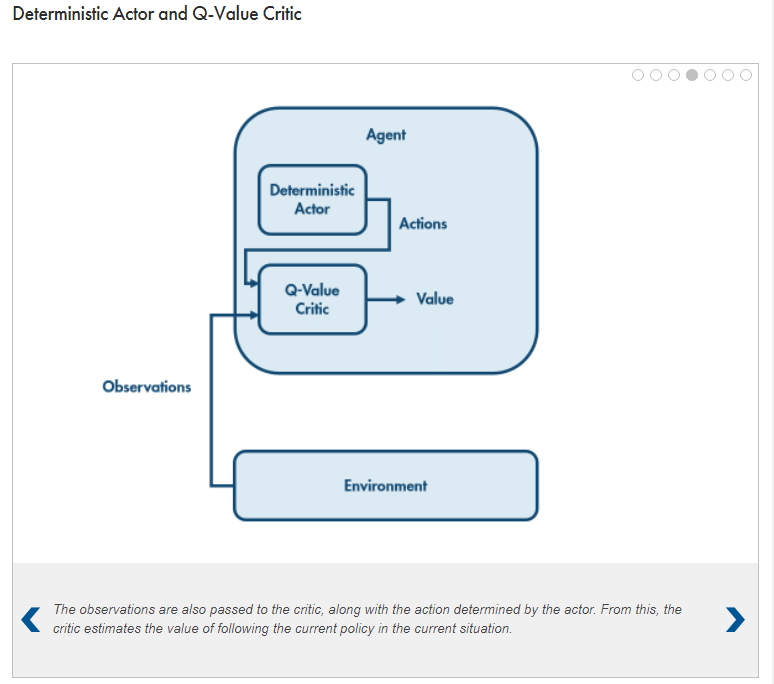 Deterministic Actor and Q-Value Critic
Agent
Deterministic
Actor
Actions
Q-Value
Critic
Value
Observations
Environment
The observations are also passed to the critic, along with the action determined by the actor. From this, the
critic estimates the value of following the current policy in the current situation.